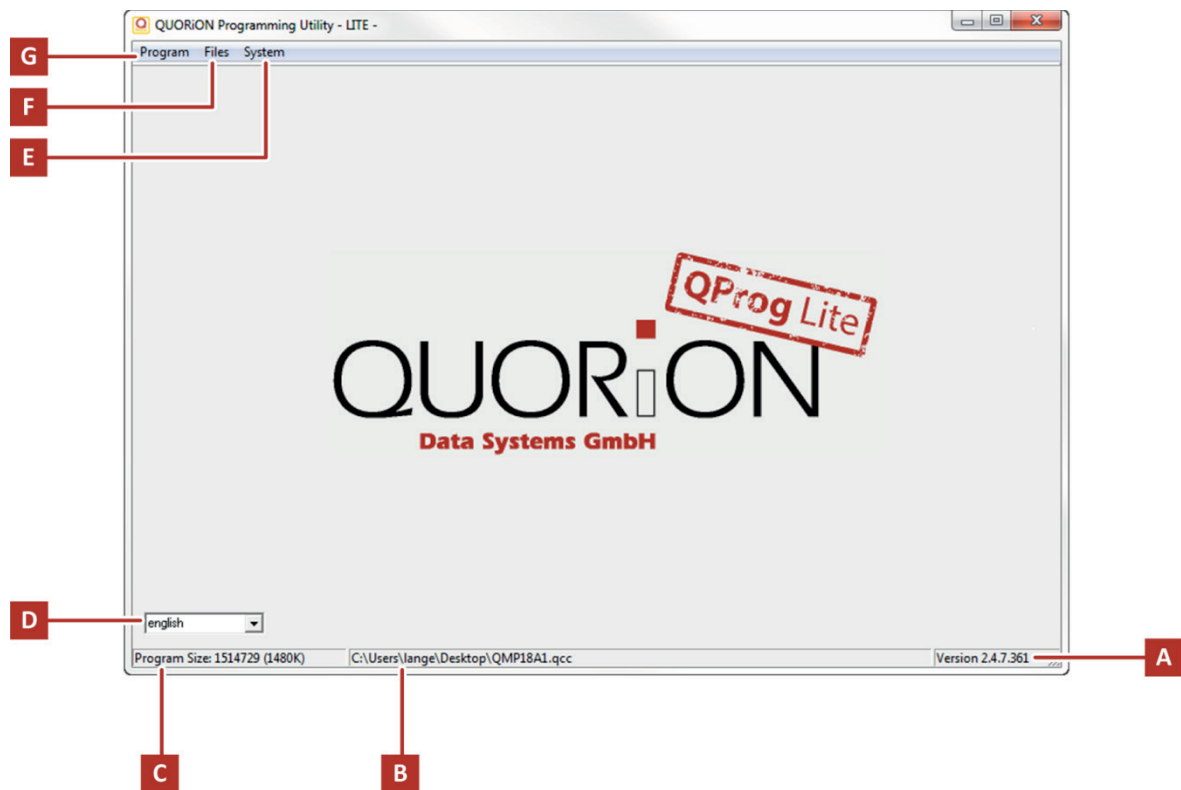 QUORiON Programming Utility - LITE -
Program Files System
G
F
E
QProg Lite
QUORiON
Data Systems GmbH
D
english
Program Size: 1514729 (1480K) C:\Users\lange\Desktop\QMP18A1.qcc Version 2.4.7.361
A
C
B